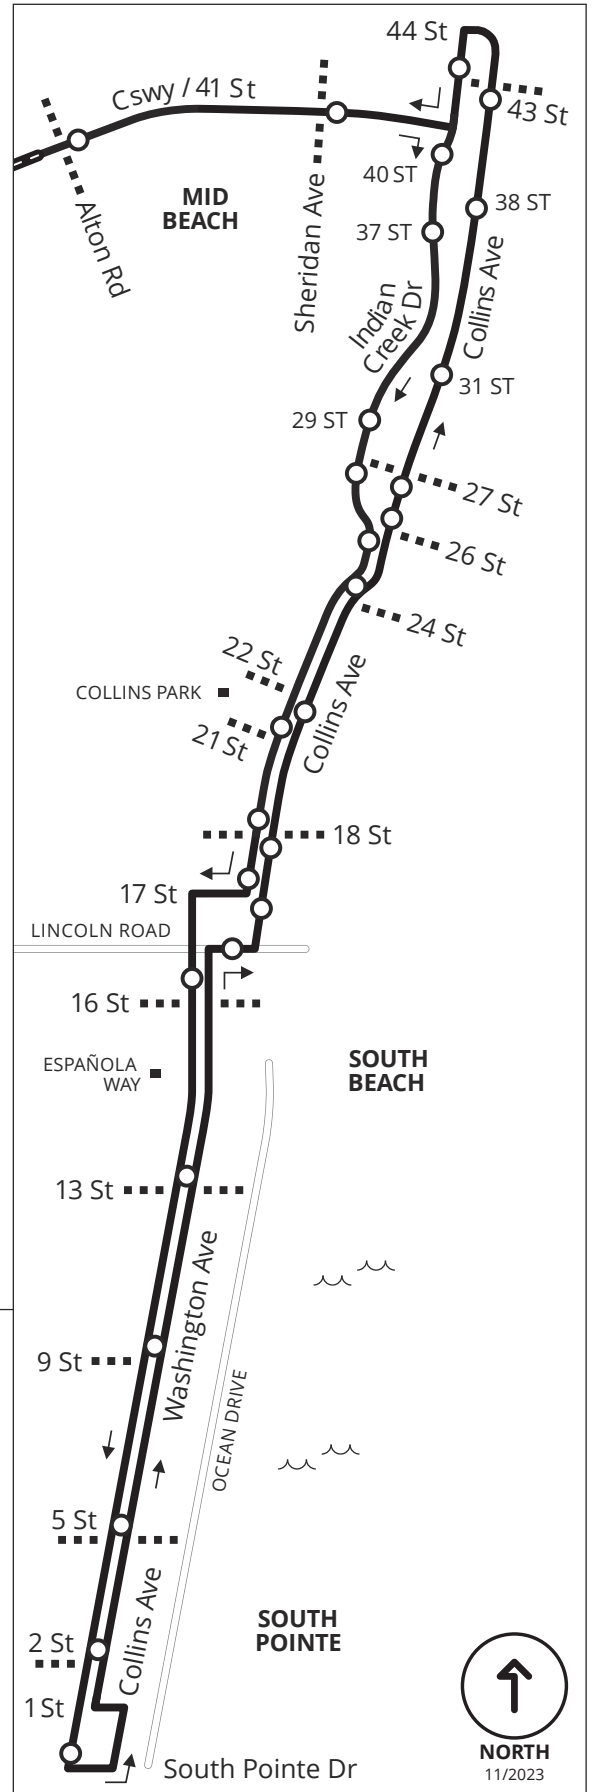 44 St
Cswy / 41 St
43 St
40 ST
MID
BEACH
Alton Rd
Sheridan Ave
38 ST
37 ST
Indian
Creek Dr
Collins Ave
31 ST
29 ST
27 St
26 St
24 St
22 St
COLLINS PARK
Collins Ave
21 St
18 St
17 St
LINCOLN ROAD
16 St
SOUTH
BEACH
ESPAÑOLA
WAY
13 St
Washington Ave
9 St
OCEAN DRIVE
5 St
Collins Ave
SOUTH
POINTE
2 St
1 St
South Pointe Dr
NORTH
11/2023